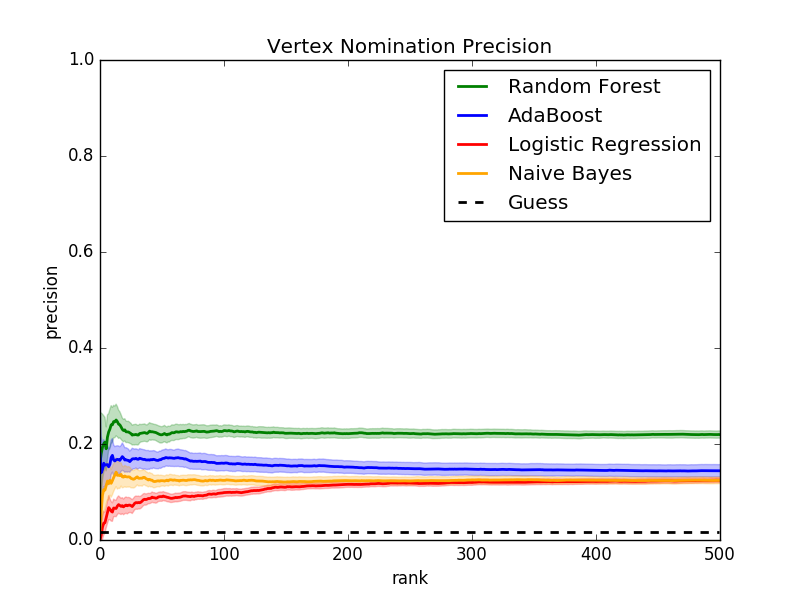 Vertex Nomination Precision
1.0
0.8
0.6
0.4
0.2
0.0
precision
Random Forest
AdaBoost
Logistic Regression
Naive Bayes
Guess
0
100
200
300
400
500
rank